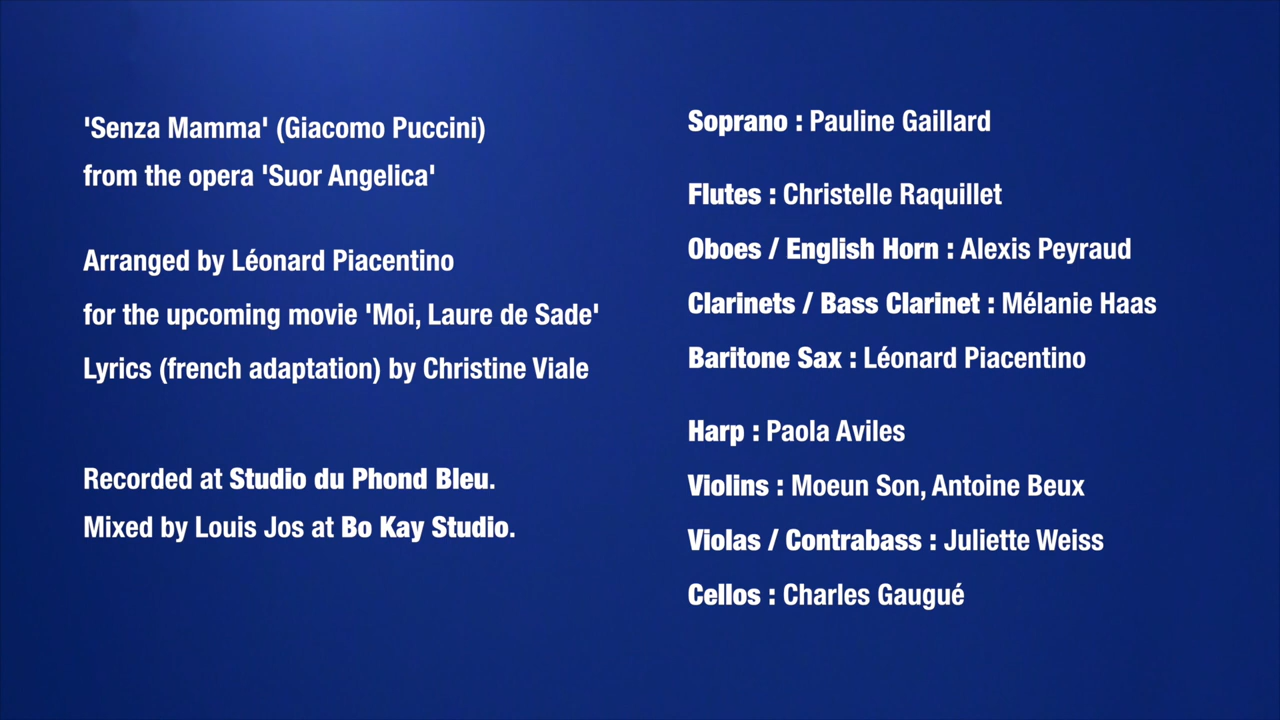 'Senza Mamma' (Giacomo Puccini)
from the opera 'Suor Angelica'
Arranged by Léonard Piacentino
for the upcoming movie 'Moi, Laure de Sade'
Lyrics (french adaptation) by Christine Viale
Recorded at Studio du Phond Bleu.
Mixed by Louis Jos at Bo Kay Studio.
Soprano : Pauline Gaillard
Flutes : Christelle Raquillet
Oboes / English Horn : Alexis Peyraud
Clarinets / Bass Clarinet : Mélanie Haas
Baritone Sax : Léonard Piacentino
Harp : Paola Aviles
Violins : Moeun Son, Antoine Beux
Violas / Contrabass : Juliette Weiss
Cellos : Charles Gaugué